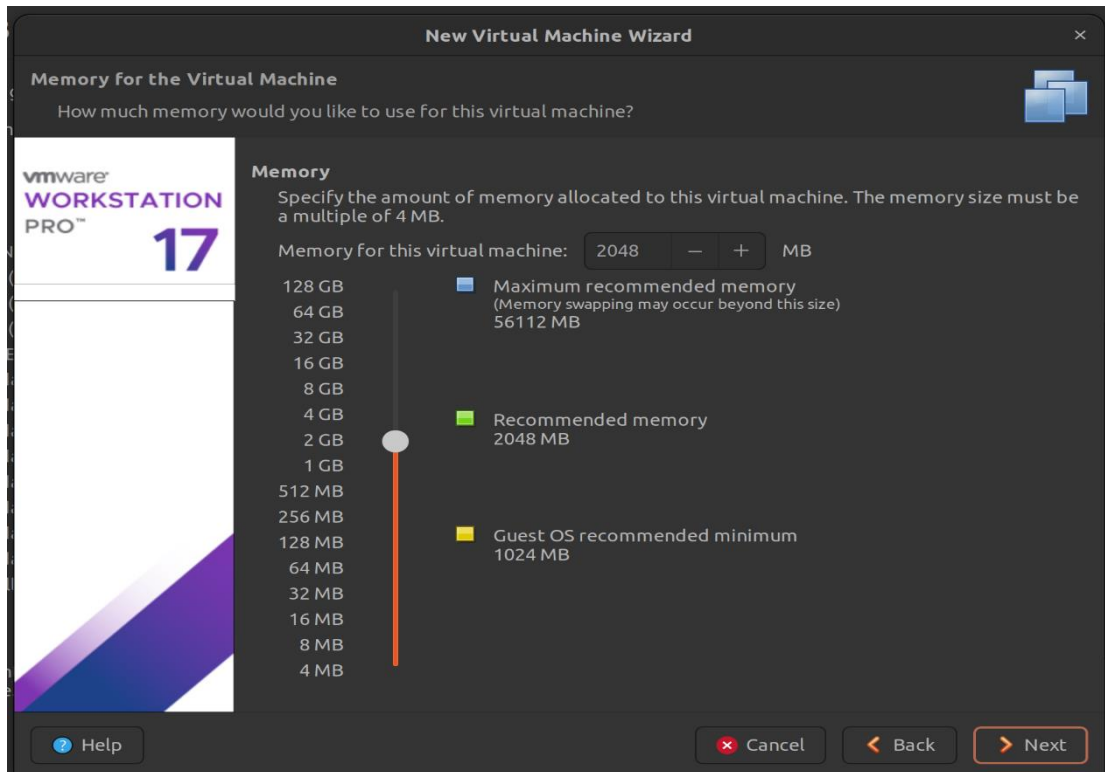 New Virtual Machine Wizard
Memory for the Virtual Machine
How much memory would you like to use for this virtual machine?
vmware
WORKSTATION
PRO™
17
Memory
Specify the amount of memory allocated to this virtual machine. The memory size must be
a multiple of 4 MB.
Memory for this virtual machine: 2048 − + MB
128 GB
64 GB
32 GB
16 GB
8 GB
4 GB
2 GB
1 GB
512 MB
256 MB
128 MB
64 MB
32 MB
16 MB
8 MB
4 MB
Maximum recommended memory
(Memory swapping may occur beyond this size)
56112 MB
Recommended memory
2048 MB
Guest OS recommended minimum
1024 MB
? Help
Cancel
Back
Next